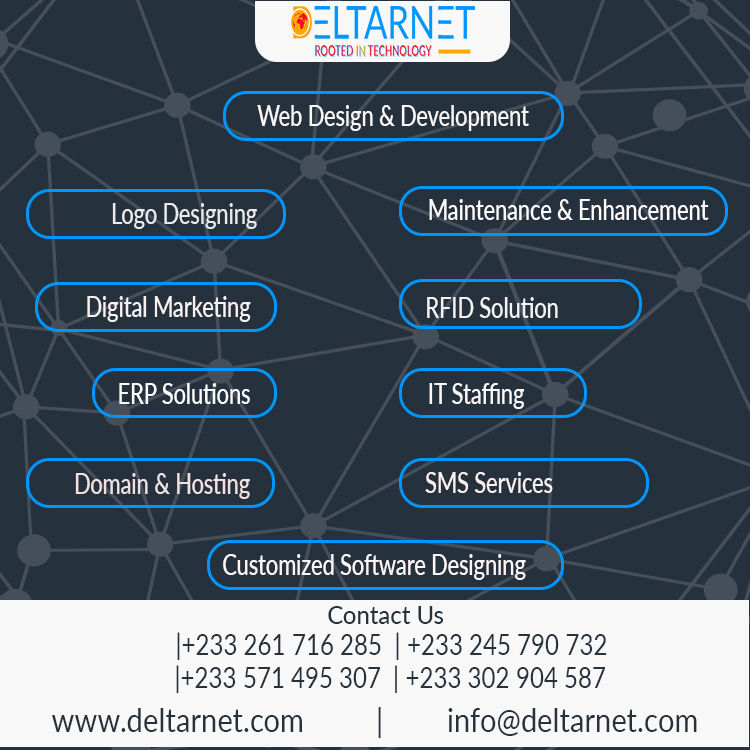 DELTARNET
ROOTED IN TECHNOLOGY
Web Design & Development
Logo Designing
Maintenance & Enhancement
Digital Marketing
RFID Solution
ERP Solutions
IT Staffing
Domain & Hosting
SMS Services
Customized Software Designing
Contact Us
|+233 261 716 285 | +233 245 790 732
|+233 571 495 307 | +233 302 904 587
www.deltarnet.com | info@deltarnet.com